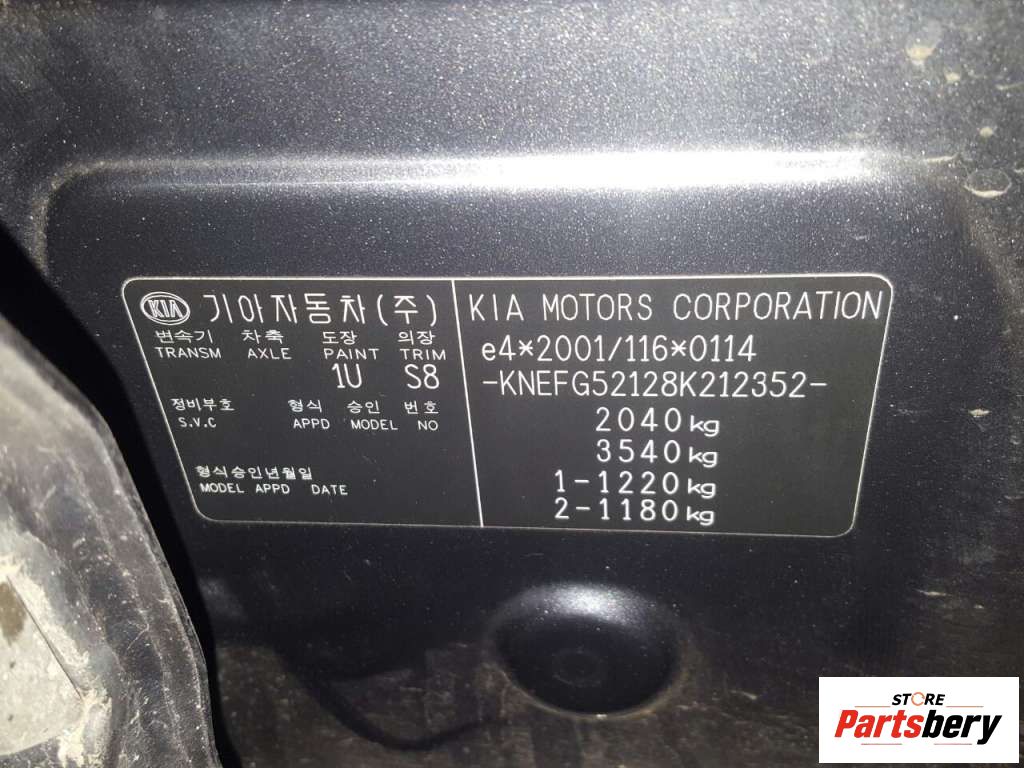 KIA 기아자동차(주)
변속기 차축 도장 의장
TRANSM AXLE PAINT TRIM
1U S8
정비부호 형식 승인 번호
S.V.C APPD MODEL NO
형식승인년월일
MODEL APPD DATE
KIA MOTORS CORPORATION
e4*2001/116*0114
-KNEFG52128K212352-
2040kg
3540kg
1-1220kg
2-1180kg
STORE
Partsbery